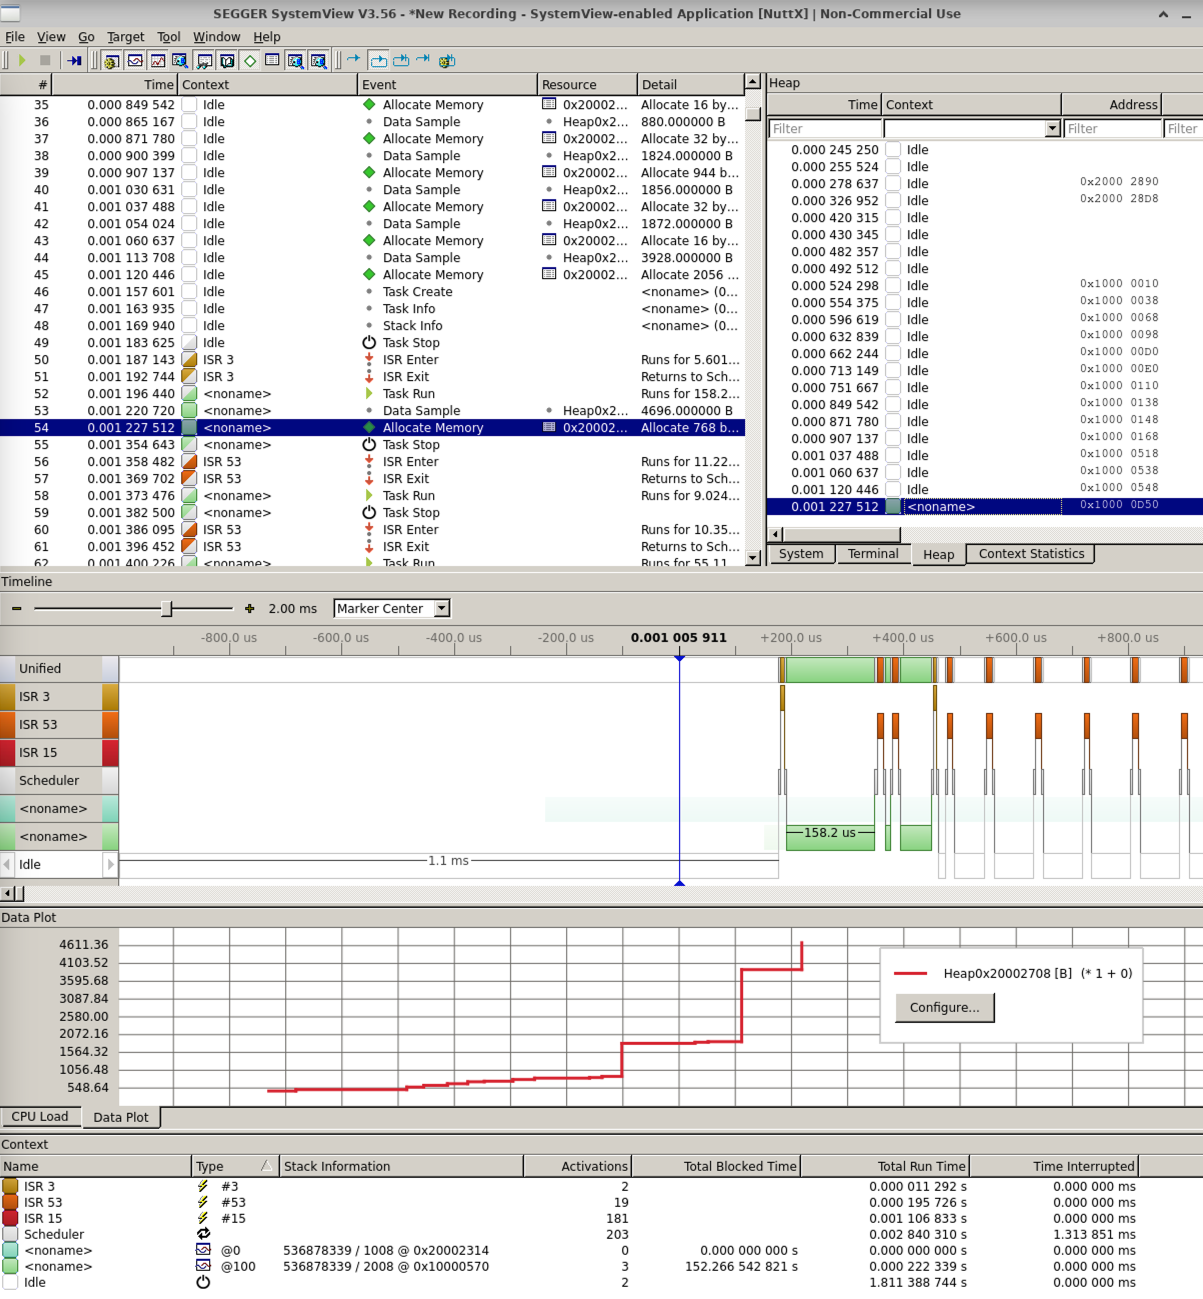 SEGGER SystemView V3.56 - *New Recording - SystemView-enabled Application [NuttX] | Non-Commercial Use
File View Go Target Tool Window Help
# Time Context Event Resource Detail
35 0.000 849 542 Idle Allocate Memory 0x20002... Allocate 16 by...
36 0.000 865 167 Idle Data Sample Heap0x2... 880.000000 B
37 0.000 871 780 Idle Allocate Memory 0x20002... Allocate 32 by...
38 0.000 900 399 Idle Data Sample Heap0x2... 1824.000000 B
39 0.000 907 137 Idle Allocate Memory 0x20002... Allocate 944 b...
40 0.001 030 631 Idle Data Sample Heap0x2... 1856.000000 B
41 0.001 037 488 Idle Allocate Memory 0x20002... Allocate 32 by...
42 0.001 054 024 Idle Data Sample Heap0x2... 1872.000000 B
43 0.001 060 637 Idle Allocate Memory 0x20002... Allocate 16 by...
44 0.001 113 708 Idle Data Sample Heap0x2... 3928.000000 B
45 0.001 120 446 Idle Allocate Memory 0x20002... Allocate 2056 ...
46 0.001 157 601 Idle Task Create <noname> (0...
47 0.001 163 935 Idle Task Info <noname> (0...
48 0.001 169 940 Idle Stack Info <noname> (0...
49 0.001 183 625 Idle Task Stop
50 0.001 187 143 ISR 3 ISR Enter Runs for 5.601...
51 0.001 192 744 ISR 3 ISR Exit Returns to Sch...
52 0.001 196 440 <noname> Task Run Runs for 158.2...
53 0.001 220 720 <noname> Data Sample Heap0x2... 4696.000000 B
54 0.001 227 512 <noname> Allocate Memory 0x20002... Allocate 768 b...
55 0.001 354 643 <noname> Task Stop
56 0.001 358 482 ISR 53 ISR Enter Runs for 11.22...
57 0.001 369 702 ISR 53 ISR Exit Returns to Sch...
58 0.001 373 476 <noname> Task Run Runs for 9.024...
59 0.001 382 500 <noname> Task Stop
60 0.001 386 095 ISR 53 ISR Enter Runs for 10.35...
61 0.001 396 452 ISR 53 ISR Exit Returns to Sch...
62 0.001 400 226 <noname> Task Run Runs for 55.11...
Heap
Time Context Address
Filter Filter Filter
0.000 245 250 Idle
0.000 255 524 Idle
0.000 278 637 Idle 0x2000 2890
0.000 326 952 Idle 0x2000 28D8
0.000 420 315 Idle
0.000 430 345 Idle
0.000 482 357 Idle
0.000 492 512 Idle
0.000 524 298 Idle 0x1000 0010
0.000 554 375 Idle 0x1000 0038
0.000 596 619 Idle 0x1000 0068
0.000 632 839 Idle 0x1000 0098
0.000 662 244 Idle 0x1000 00D0
0.000 713 149 Idle 0x1000 00E0
0.000 751 667 Idle 0x1000 0110
0.000 849 542 Idle 0x1000 0138
0.000 871 780 Idle 0x1000 0148
0.000 907 137 Idle 0x1000 0168
0.001 037 488 Idle 0x1000 0518
0.001 060 637 Idle 0x1000 0538
0.001 120 446 Idle 0x1000 0548
0.001 227 512 <noname> 0x1000 0D50
System Terminal Heap Context Statistics
Timeline
2.00 ms Marker Center
-800.0 us -600.0 us -400.0 us -200.0 us 0.001 005 911 +200.0 us +400.0 us +600.0 us +800.0 us
Unified
ISR 3
ISR 53
ISR 15
Scheduler
<noname>
<noname> 158.2 us
Idle 1.1 ms
Data Plot
4611.36
4103.52
3595.68
3087.84
2580.00
2072.16
1564.32
1056.48
548.64
Heap0x20002708 [B] (* 1 + 0)
Configure...
CPU Load Data Plot
Context
Name Type Stack Information Activations Total Blocked Time Total Run Time Time Interrupted
ISR 3 #3 2 0.000 011 292 s 0.000 000 ms
ISR 53 #53 19 0.000 195 726 s 0.000 000 ms
ISR 15 #15 181 0.001 106 833 s 0.000 000 ms
Scheduler 203 0.002 840 310 s 1.313 851 ms
<noname> @0 536878339 / 1008 @ 0x20002314 0 0.000 000 000 s 0.000 000 000 s 0.000 000 ms
<noname> @100 536878339 / 2008 @ 0x10000570 3 152.266 542 821 s 0.000 222 339 s 0.000 000 ms
Idle 2 1.811 388 744 s 0.000 000 ms